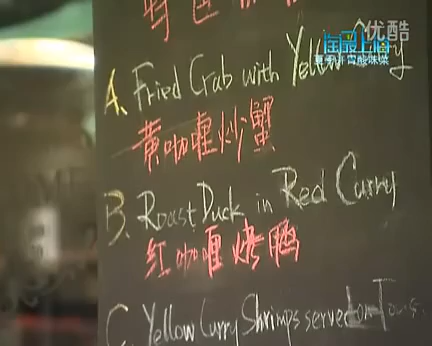 优酷
A. Fried Crab with Yellow Curry
黄咖喱炒蟹
B. Roast Duck in Red Curry
红咖喱烤鸭
C. Yellow Curry Shrimps served on